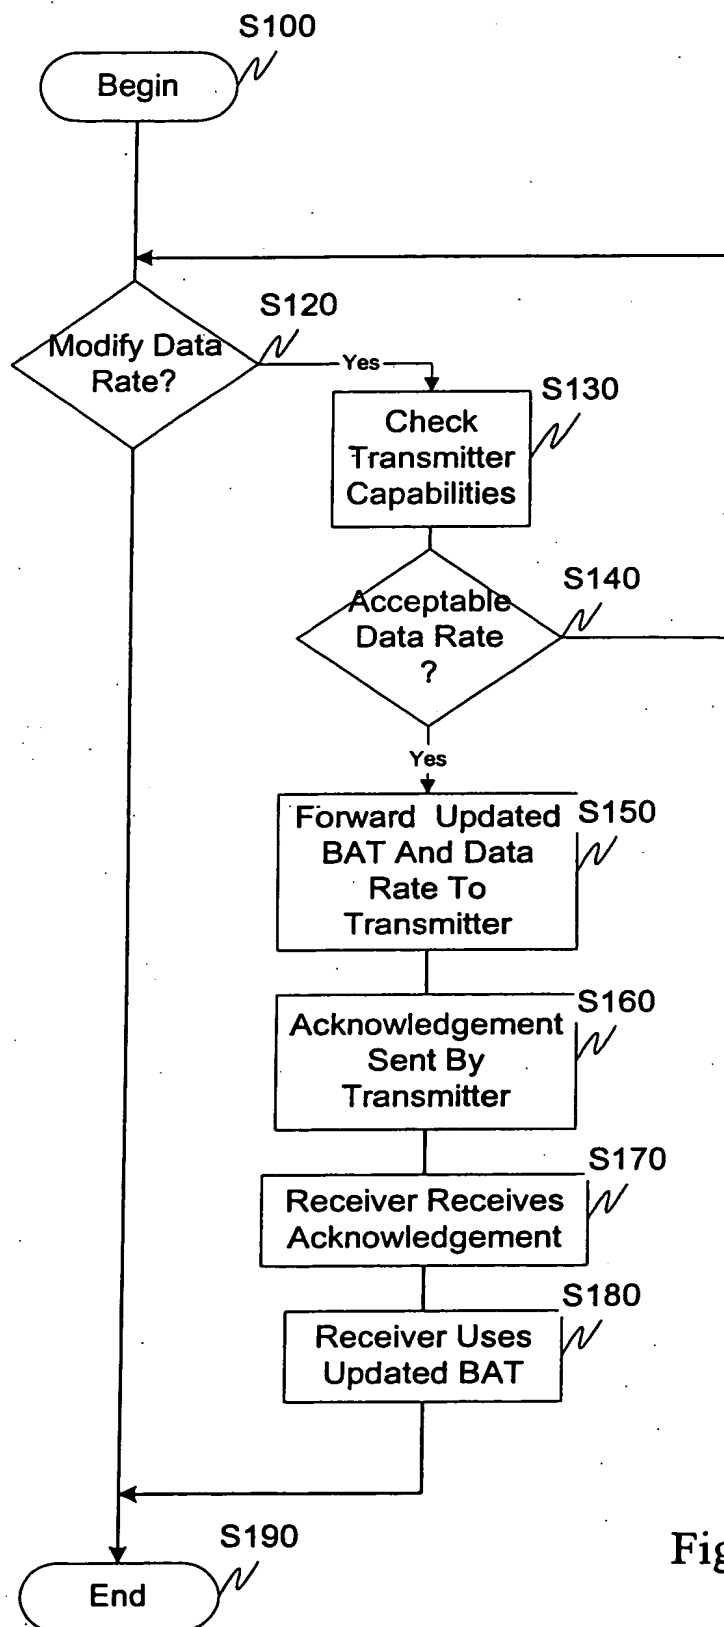 S100
Begin
S120
Modify Data
Rate?
Yes
S130
Check
Transmitter
Capabilities
S140
Acceptable
Data Rate
?
Yes
S150
Forward Updated
BAT And Data
Rate To
Transmitter
S160
Acknowledgement
Sent By
Transmitter
S170
Receiver Receives
Acknowledgement
S180
Receiver Uses
Updated BAT
S190
End
Fig